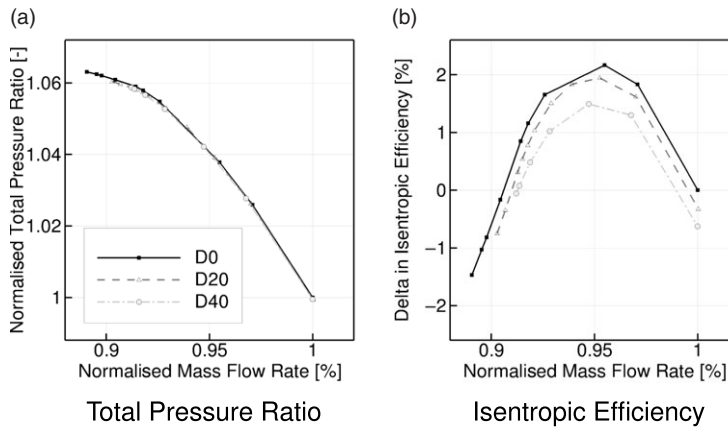 (a)
Normalised Total Pressure Ratio [-]
1.06
1.04
1.02
1
D0
D20
D40
0.9 0.95 1
Normalised Mass Flow Rate [%]
Total Pressure Ratio
(b)
Delta in Isentropic Efficiency [%]
2
1
0
−1
−2
0.9 0.95 1
Normalised Mass Flow Rate [%]
Isentropic Efficiency